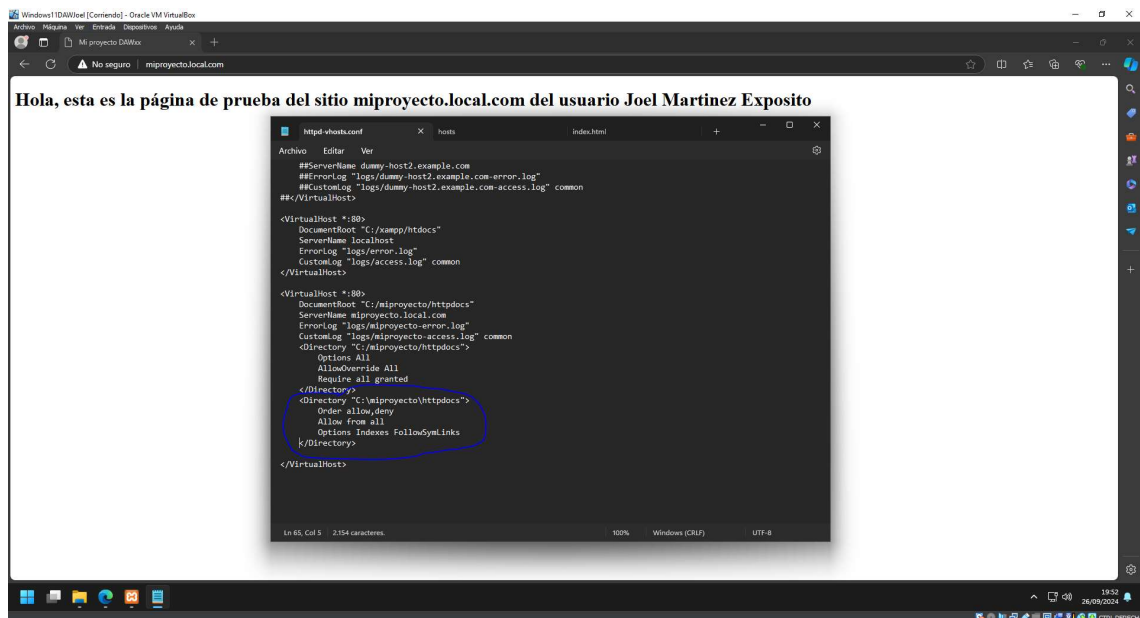 Windows11DAWJoel [Corriendo] - Oracle VM VirtualBox
Archivo Máquina Ver Entrada Dispositivos Ayuda
Mi proyecto DAWxx
No seguro miproyecto.local.com
Hola, esta es la página de prueba del sitio miproyecto.local.com del usuario Joel Martinez Exposito
httpd-vhosts.conf hosts index.html
Archivo Editar Ver
##ServerName dummy-host2.example.com
##ErrorLog "logs/dummy-host2.example.com-error.log"
##CustomLog "logs/dummy-host2.example.com-access.log" common
##</VirtualHost>
<VirtualHost *:80>
DocumentRoot "C:/xampp/htdocs"
ServerName localhost
ErrorLog "logs/error.log"
CustomLog "logs/access.log" common
</VirtualHost>
<VirtualHost *:80>
DocumentRoot "C:/miproyecto/httpdocs"
ServerName miproyecto.local.com
ErrorLog "logs/miproyecto-error.log"
CustomLog "logs/miproyecto-access.log" common
<Directory "C:/miproyecto/httpdocs">
Options All
AllowOverride All
Require all granted
</Directory>
<Directory "C:\miproyecto\httpdocs">
Order allow,deny
Allow from all
Options Indexes FollowSymLinks
</Directory>
</VirtualHost>
Ln 65, Col 5 2.154 caracteres. 100% Windows (CRLF) UTF-8
19:52
26/09/2024